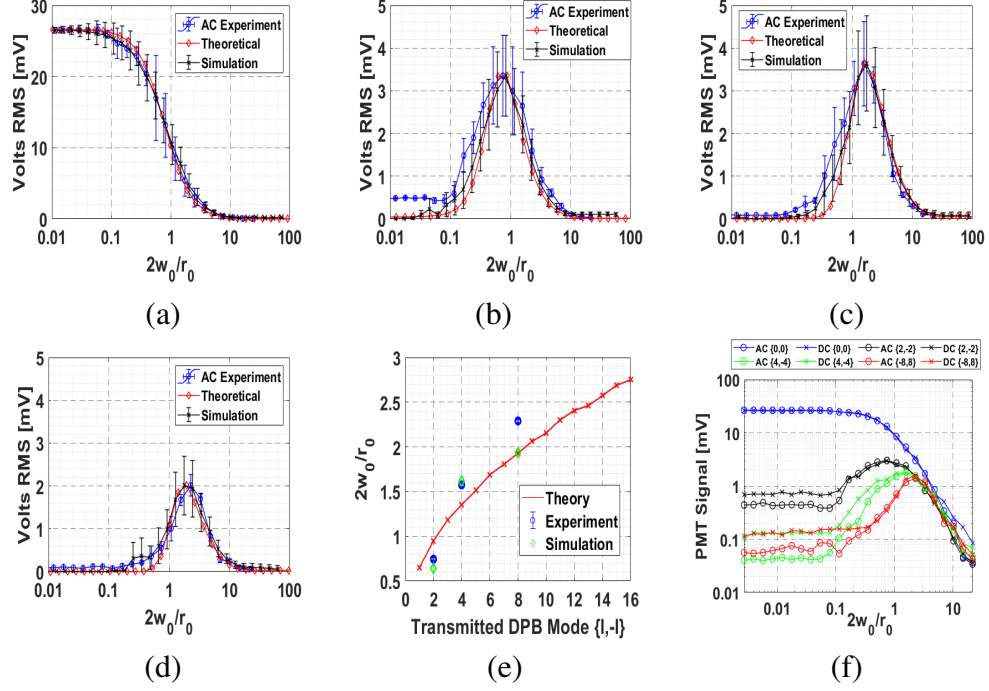 Volts RMS [mV]
30
20
10
0
AC Experiment
Theoretical
Simulation
0.01 0.1 1 10 100
2w0/r0
(a)
Volts RMS [mV]
5
4
3
2
1
0
AC Experiment
Theoretical
Simulation
0.01 0.1 1 10 100
2w0/r0
(b)
Volts RMS [mV]
5
4
3
2
1
0
AC Experiment
Theoretical
Simulation
0.01 0.1 1 10 100
2w0/r0
(c)
Volts RMS [mV]
5
4
3
2
1
0
AC Experiment
Theoretical
Simulation
0.01 0.1 1 10 100
2w0/r0
(d)
2w0/r0
3
2.5
2
1.5
1
0.5
Theory
Experiment
Simulation
0 2 4 6 8 10 12 14 16
Transmitted DPB Mode {l,-l}
(e)
AC {0,0} DC {0,0} AC {2,-2} DC {2,-2}
AC {4,-4} DC {4,-4} AC {-8,8} DC {-8,8}
PMT Signal [mV]
100
10
1
0.1
0.01
0.01 0.1 1 10
2w0/r0
(f)